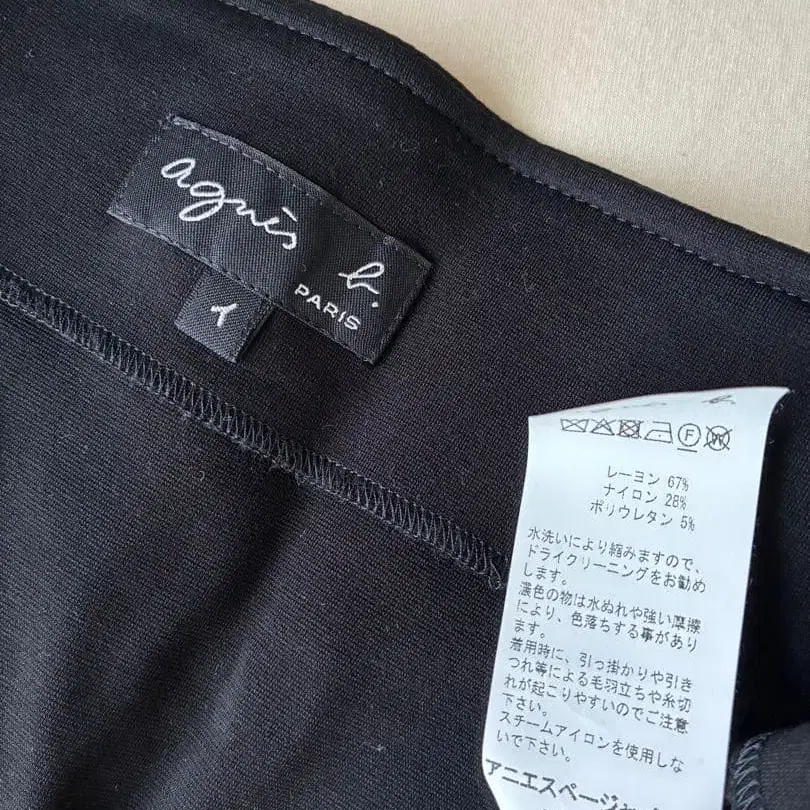 agnès b.
PARIS
1
レーヨン 67%
ナイロン 28%
ポリウレタン 5%
水洗いにより縮みますので、
ドライクリーニングをお勧め
します。
濃色の物は水ぬれや強い摩擦
により、色落ちする事があり
ます。
着用時に、引っ掛かりや引き
つれ等による毛羽立ちや糸切
れが起こりやすいのでご注意
下さい。
スチームアイロンを使用しな
いで下さい。
アニエスベージャ